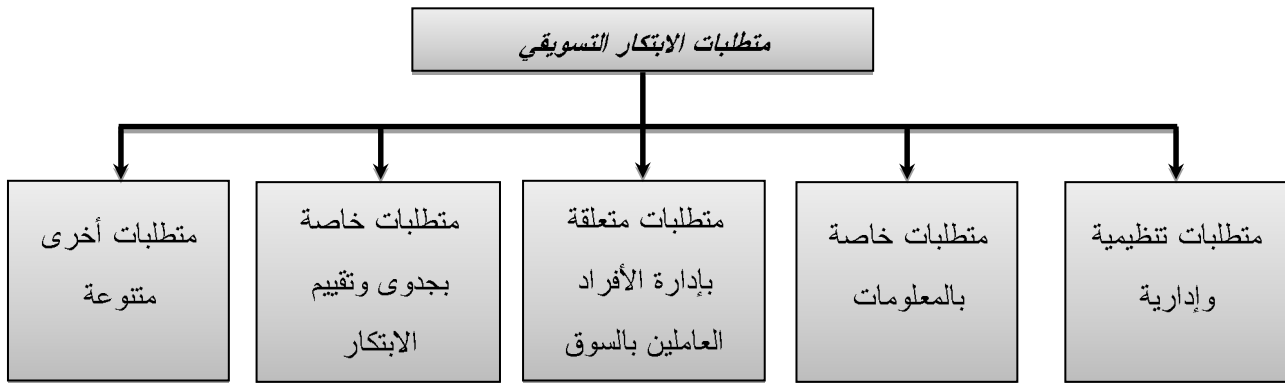 متطلبات الابتكار التسويقي
متطلبات تنظيمية
وإدارية
متطلبات خاصة
بالمعلومات
متطلبات متعلقة
بإدارة الأفراد
العاملين بالسوق
متطلبات خاصة
بجدوى وتقييم
الابتكار
متطلبات أخرى
متنوعة